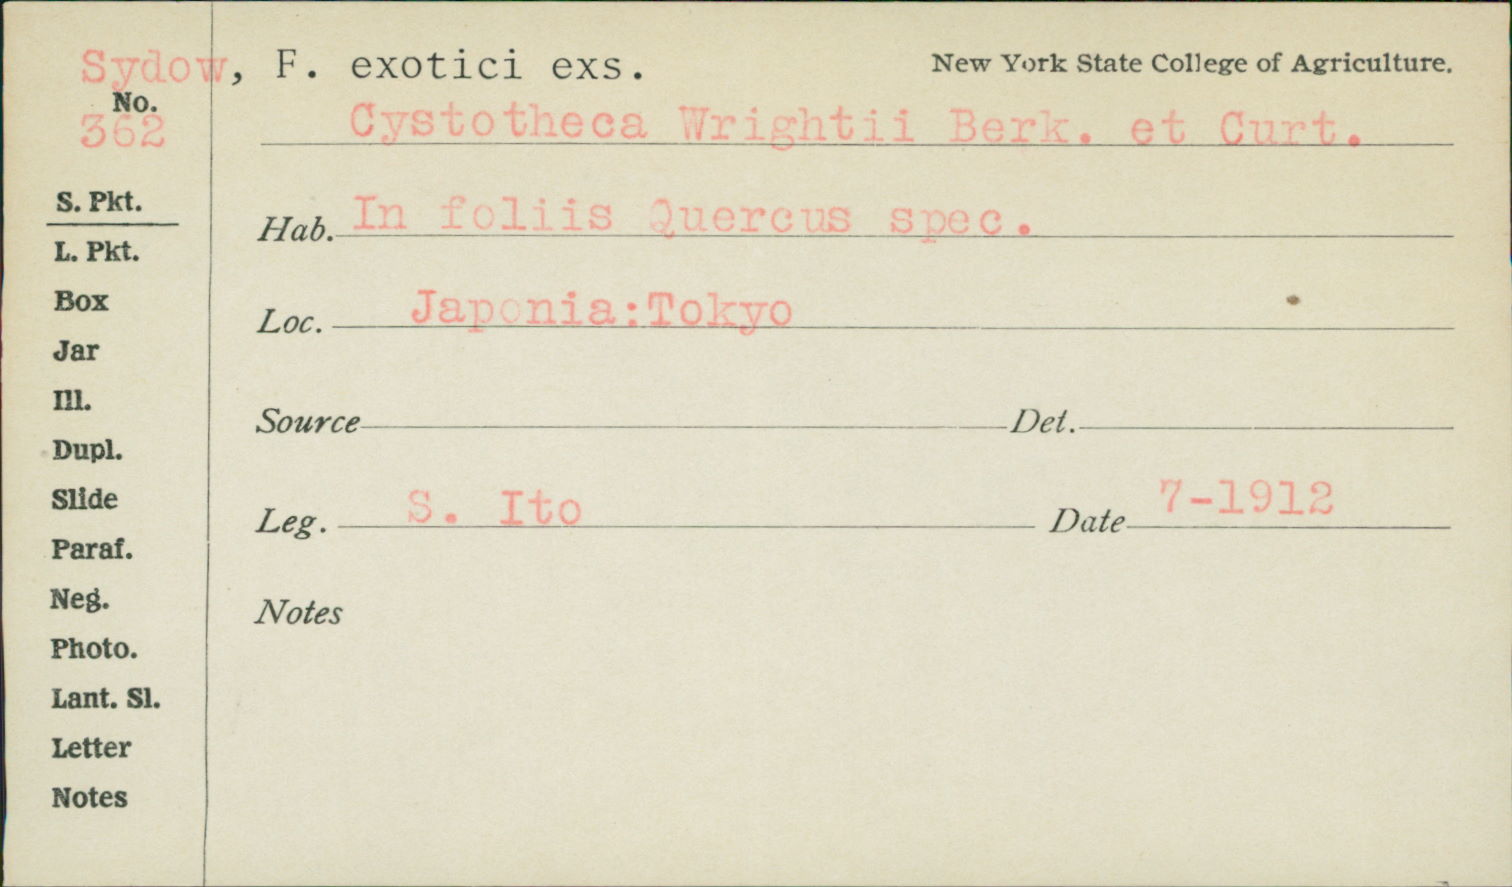 Sydow, F. exotici exs.
New York State College of Agriculture.
No.
362
Cystotheca Wrightii Berk. et Curt.
S. Pkt.
Hab. In foliis Quercus spec.
L. Pkt.
Box
Loc. Japonia:Tokyo
Jar
Ill.
Source Det.
Dupl.
Slide
Leg. S. Ito Date 7-1912
Paraf.
Neg.
Notes
Photo.
Lant. Sl.
Letter
Notes